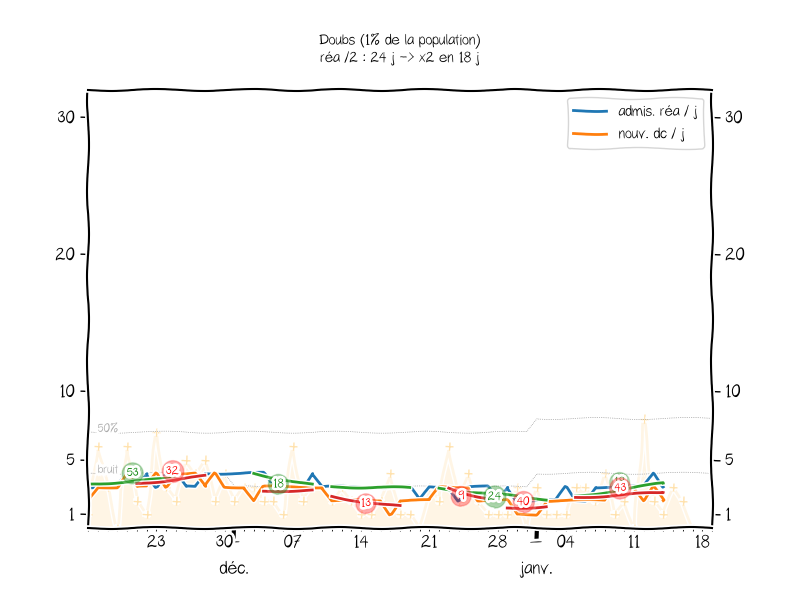 Doubs (1% de la population)
réa /2 : 24 j -> x2 en 18 j
admis. réa / j
nouv. dc / j
30 30
20 20
10 10
50%
bruit
5 5
53 32 18 13 9 24 40 43
1 1
23 30 07 14 21 28 04 11 18
déc. janv.